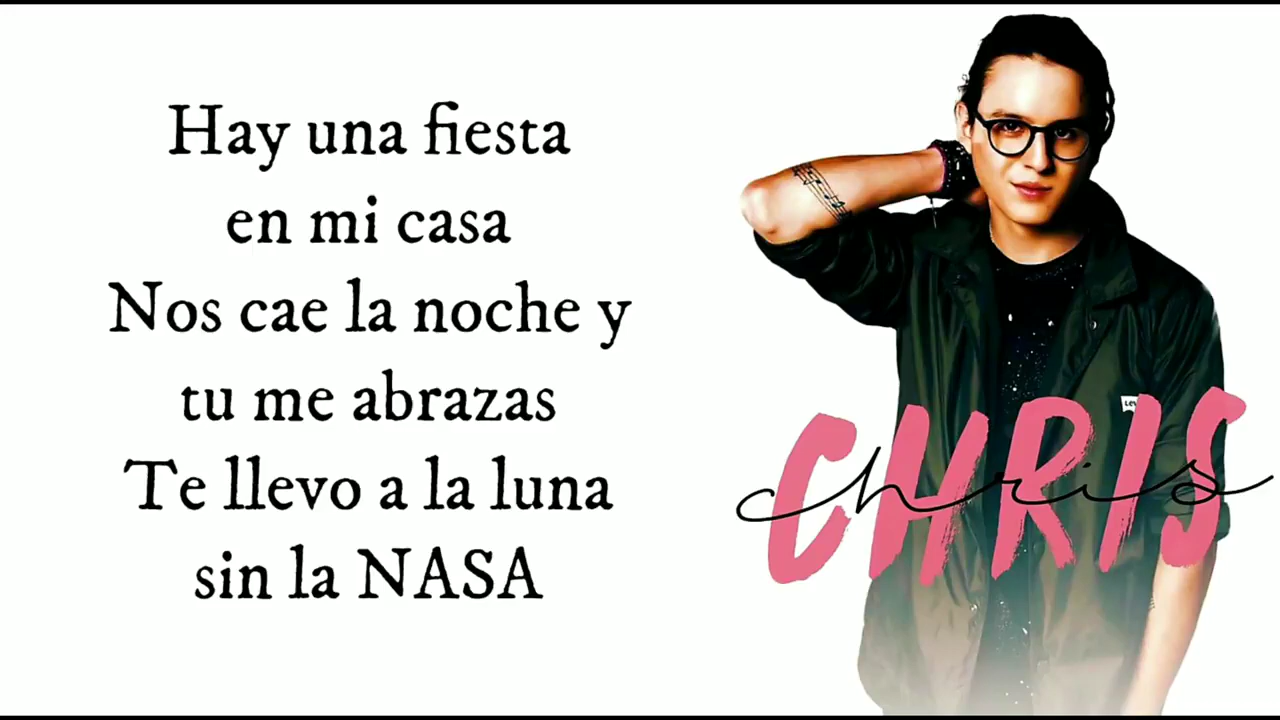 Hay una fiesta
en mi casa
Nos cae la noche y
tu me abrazas
Te llevo a la luna
sin la NASA
CHRIS
chris